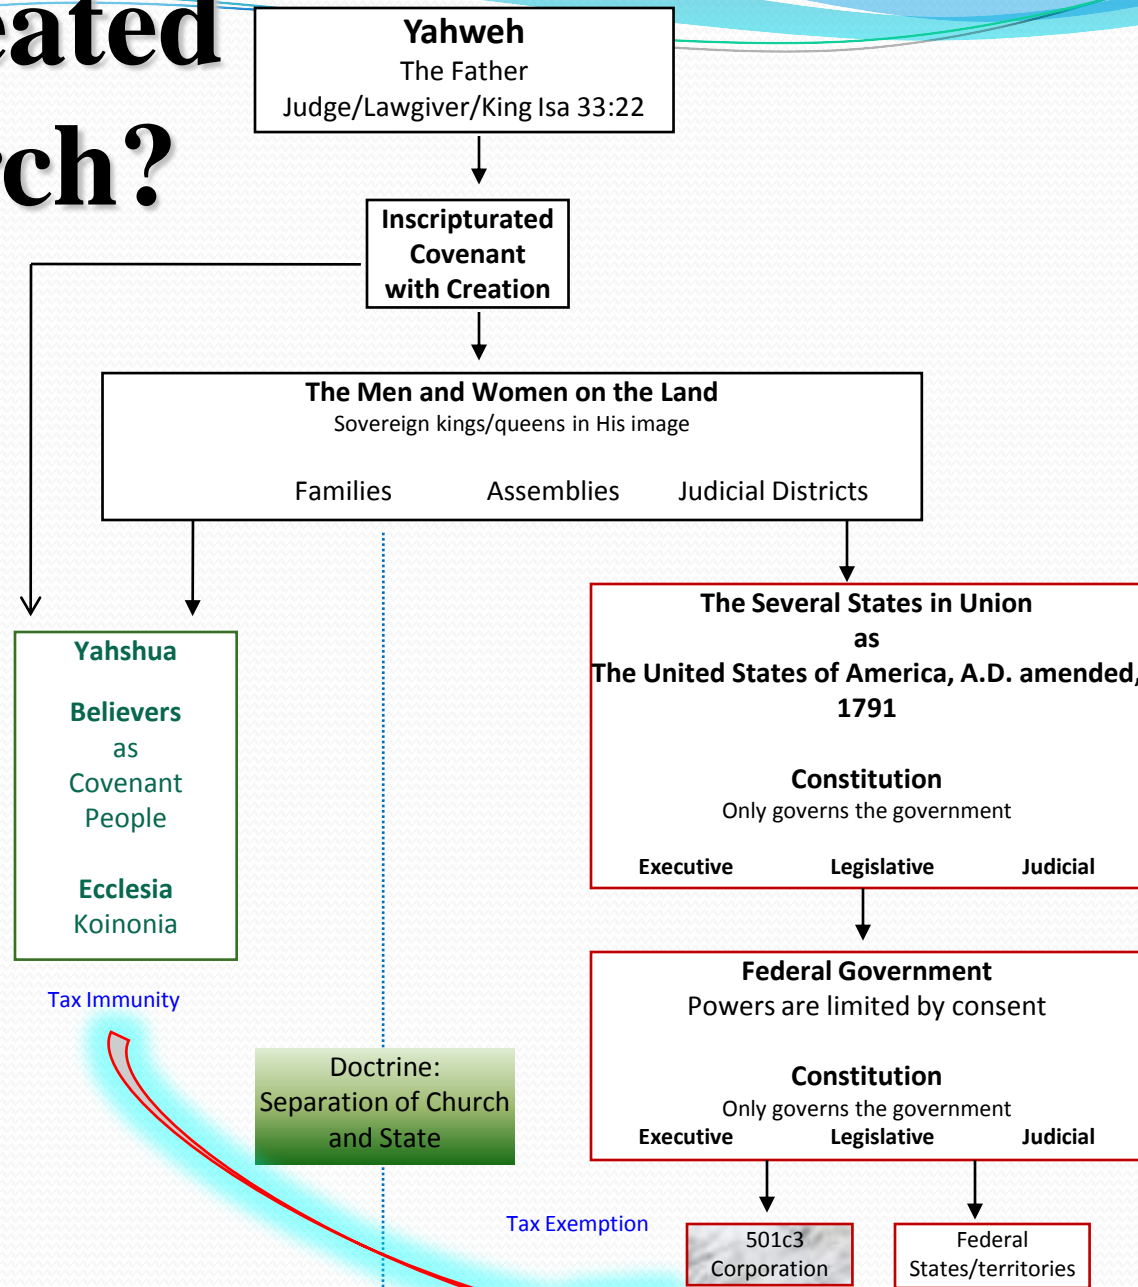 eated
rch?
Yahweh
The Father
Judge/Lawgiver/King Isa 33:22
Inscripturated
Covenant
with Creation
The Men and Women on the Land
Sovereign kings/queens in His image
Families Assemblies Judicial Districts
Yahshua
Believers
as
Covenant
People
Ecclesia
Koinonia
Tax Immunity
The Several States in Union
as
The United States of America, A.D. amended,
1791
Constitution
Only governs the government
Executive Legislative Judicial
Federal Government
Powers are limited by consent
Constitution
Only governs the government
Executive Legislative Judicial
Doctrine:
Separation of Church
and State
Tax Exemption
501c3
Corporation
Federal
States/territories